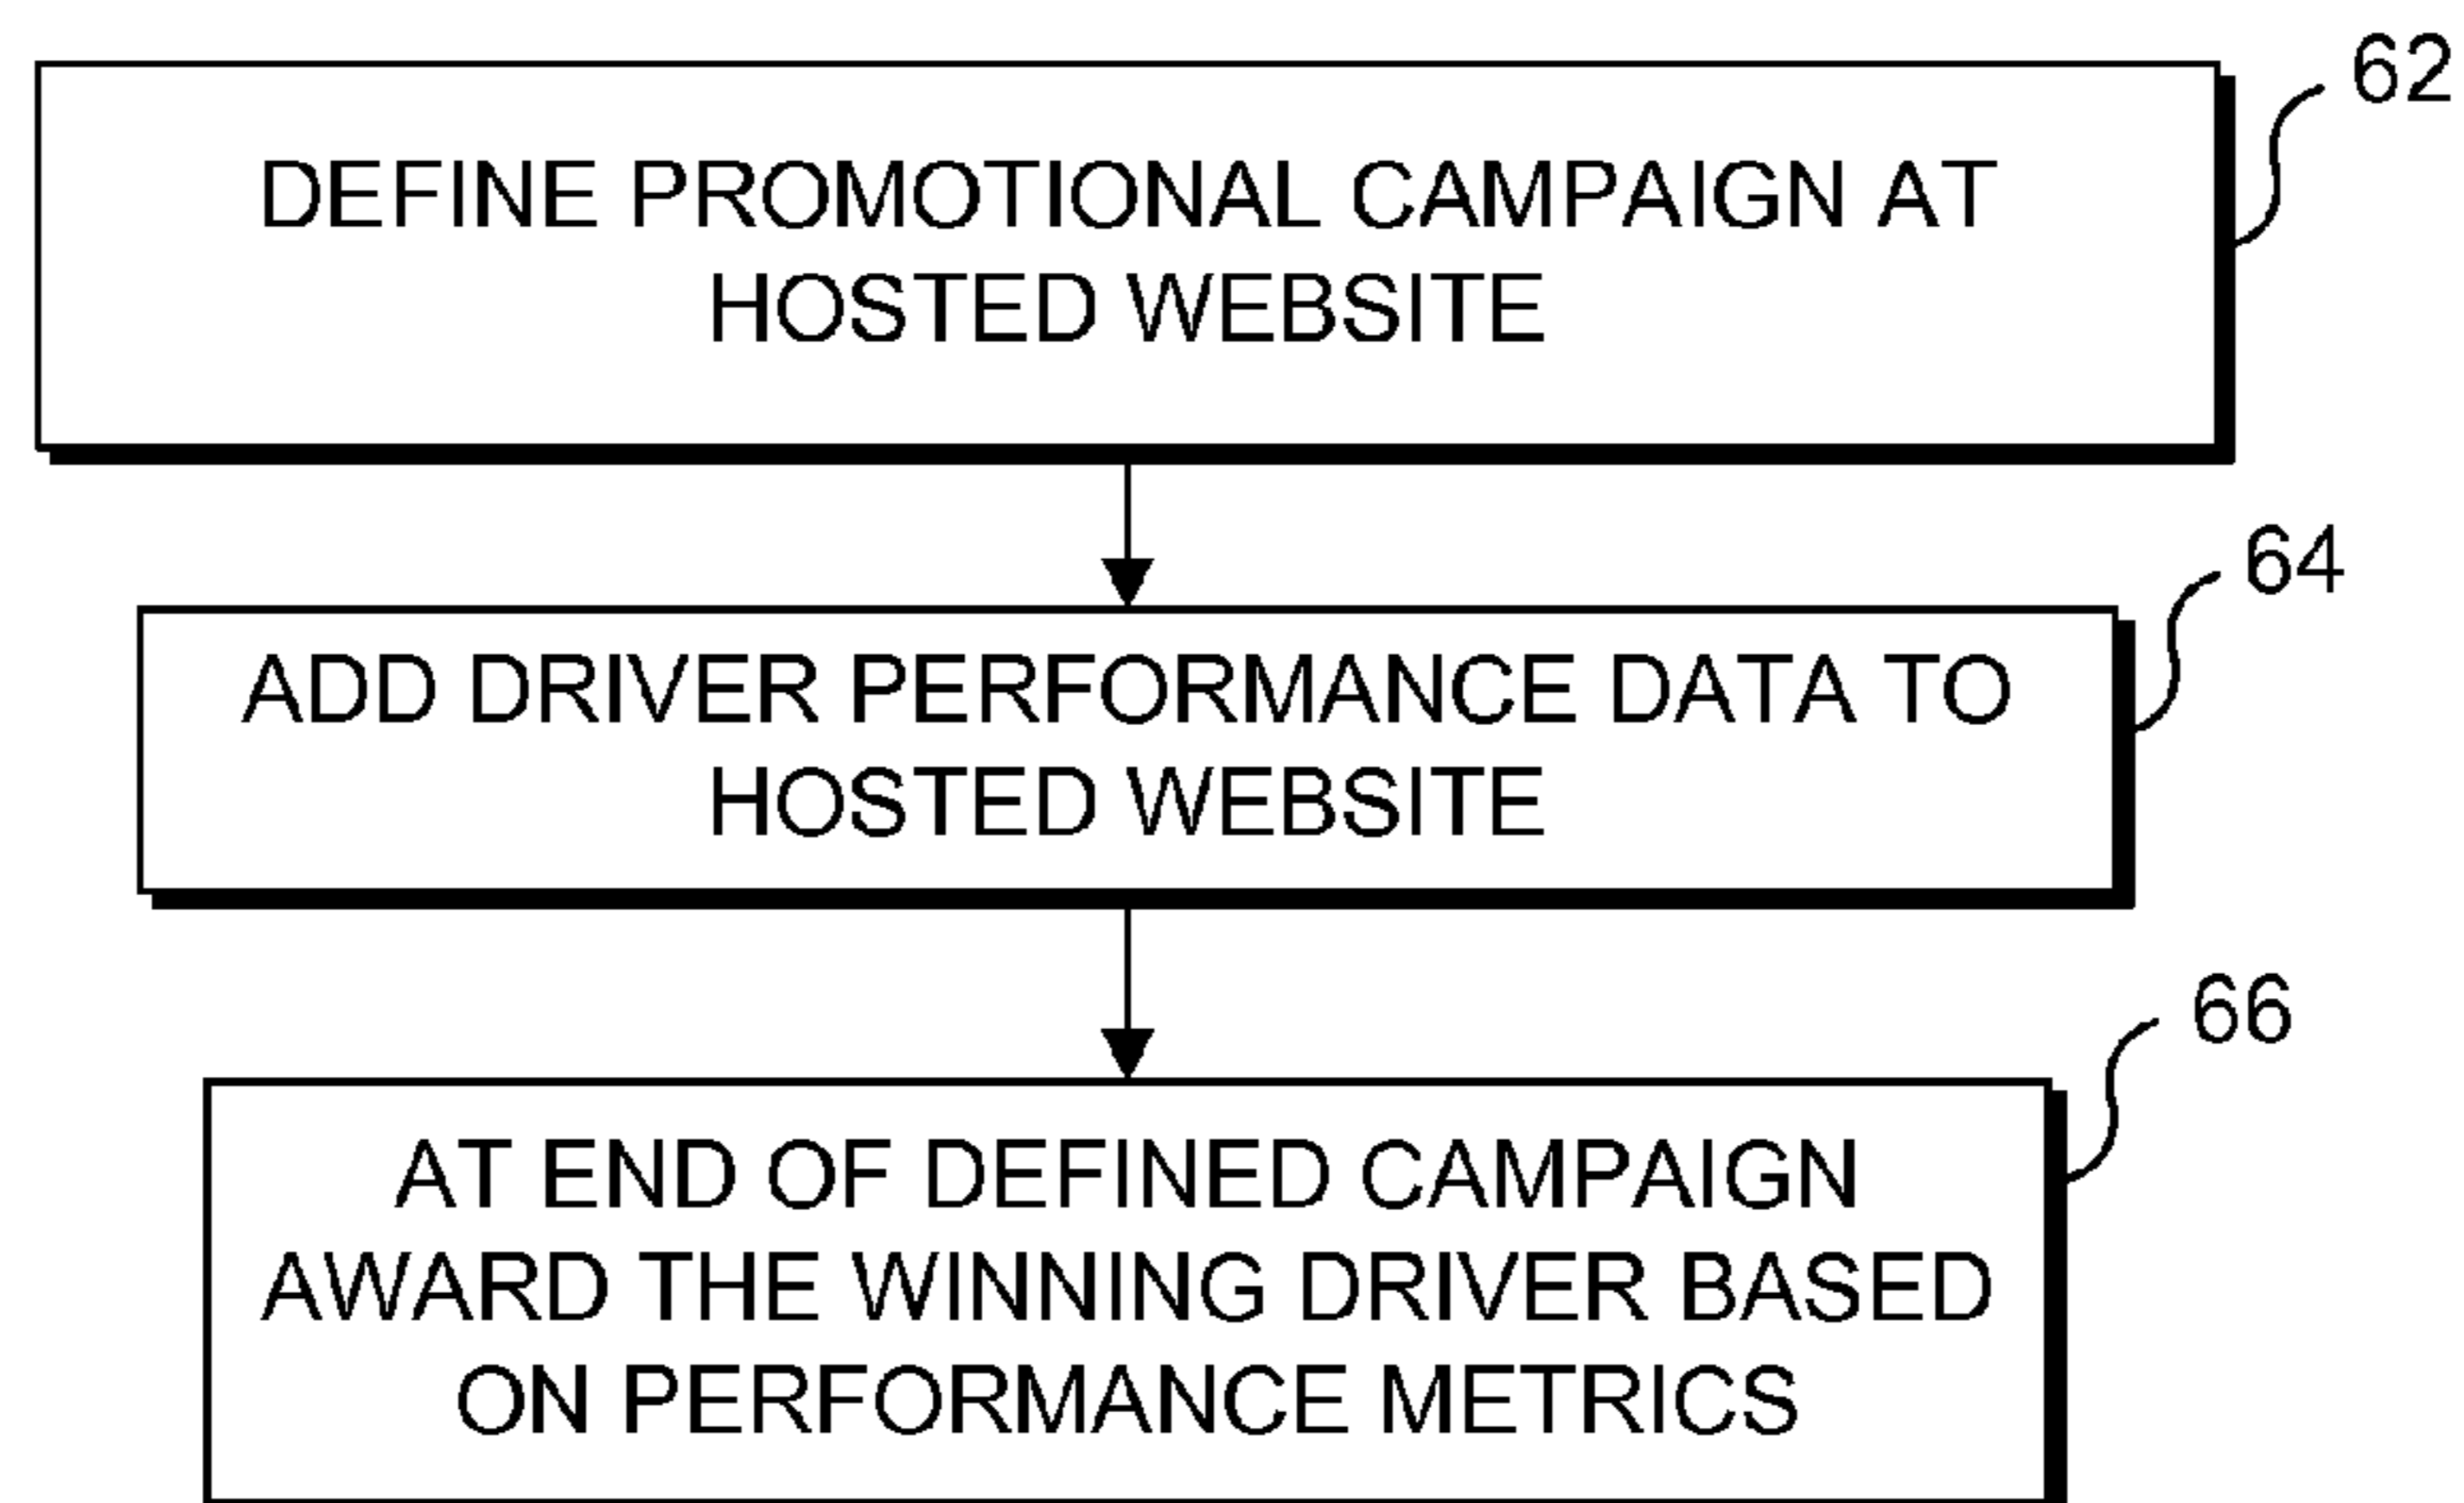 62
DEFINE PROMOTIONAL CAMPAIGN AT
HOSTED WEBSITE
64
ADD DRIVER PERFORMANCE DATA TO
HOSTED WEBSITE
66
AT END OF DEFINED CAMPAIGN
AWARD THE WINNING DRIVER BASED
ON PERFORMANCE METRICS